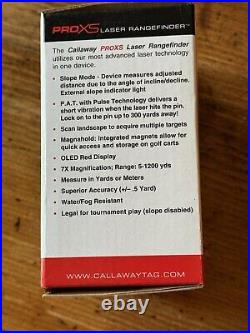 PROXS LASER RANGEFINDER™
The Callaway PROXS Laser Rangefinder
utilizes our most advanced laser technology
in one device.
• Slope Mode - Device measures adjusted
distance due to the angle of incline/decline.
External slope indicator light
• P.A.T. with Pulse Technology delivers a
short vibration when the laser hits the pin.
Lock on to the pin up to 300 yards away!
• Scan landscape to acquire multiple targets
• Magnahold: Integrated magnets allow for
quick access and storage on golf carts
• OLED Red Display
• 7X Magnification; Range: 5-1200 yds
• Measure in Yards or Meters
• Superior Accuracy (+/- .5 Yard)
• Water/Fog Resistant
• Legal for tournament play (slope disabled)
WWW.CALLAWAYTAG.COM